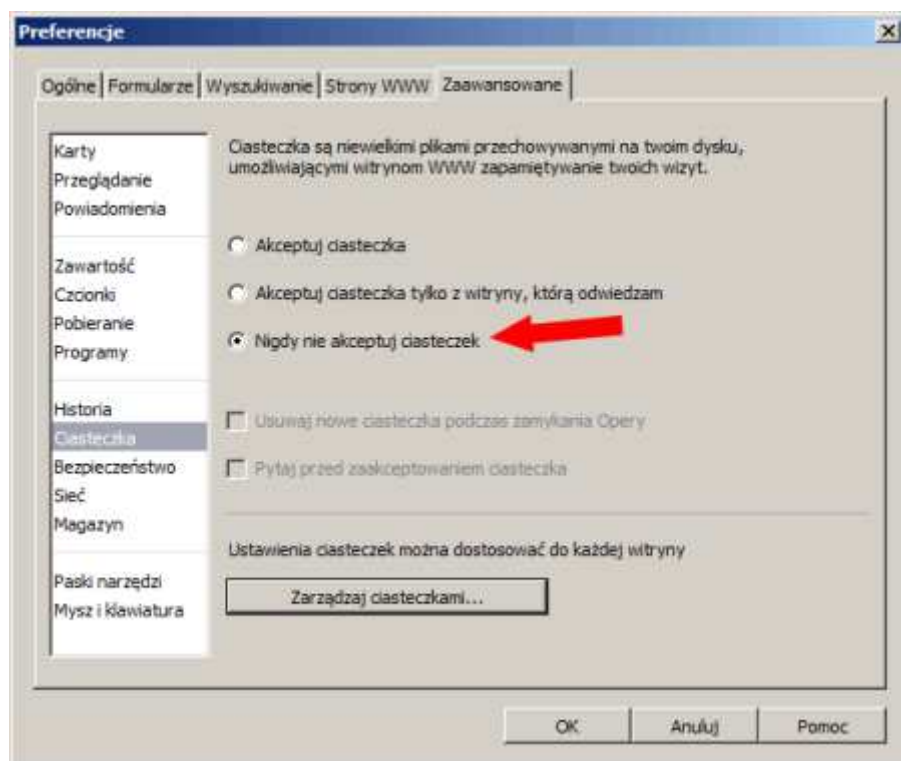 Preferencje
Ogólne Formularze Wyszukiwanie Strony WWW Zaawansowane
Karty
Przeglądanie
Powiadomienia
Zawartość
Czcionki
Pobieranie
Programy
Historia
Ciasteczka
Bezpieczeństwo
Sieć
Magazyn
Paski narzędzi
Mysz i klawiatura
Ciasteczka są niewielkimi plikami przechowywanymi na twoim dysku,
umożliwiającymi witrynom WWW zapamiętywanie twoich wizyt.
Akceptuj ciasteczka
Akceptuj ciasteczka tylko z witryny, którą odwiedzam
Nigdy nie akceptuj ciasteczek
Usuwaj nowe ciasteczka podczas zamykania Opery
Pytaj przed zaakceptowaniem ciasteczka
Ustawienia ciasteczek można dostosować do każdej witryny
Zarządzaj ciasteczkami...
OK Anuluj Pomoc